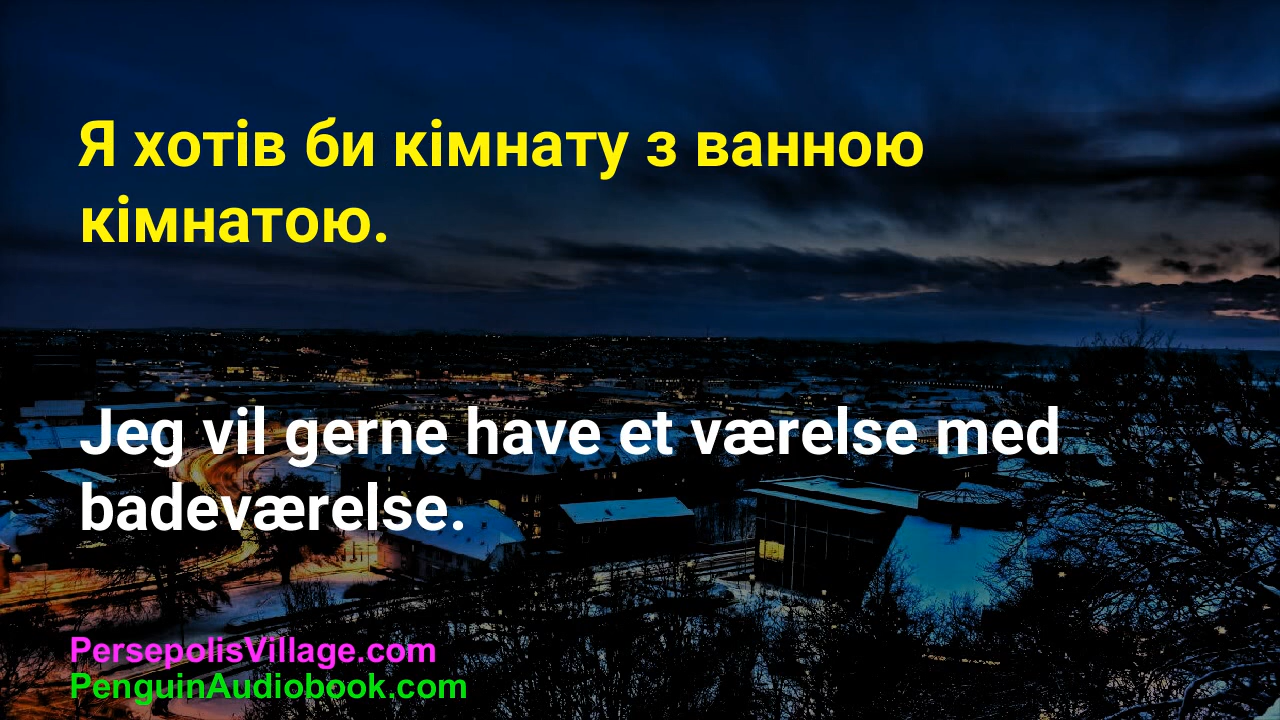 Я хотів би кімнату з ванною
кімнатою.
Jeg vil gerne have et værelse med
badeværelse.
PersepolisVillage.com
PenguinAudiobook.com